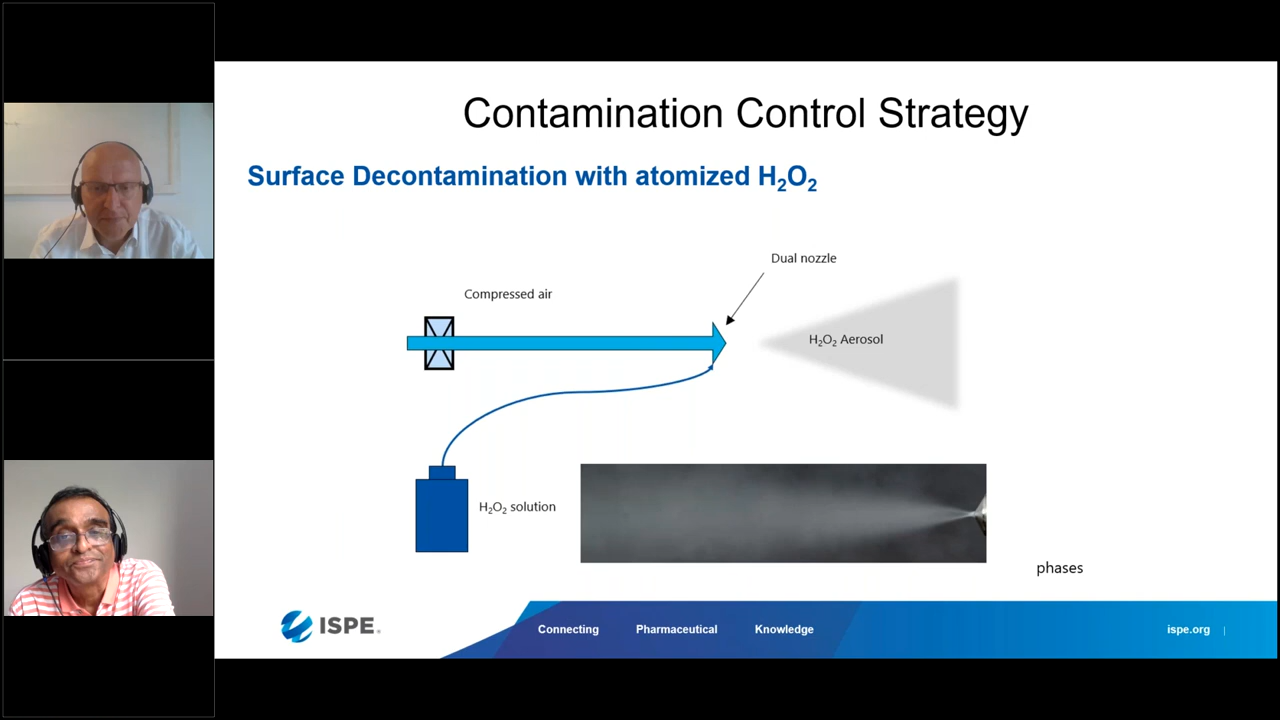 Contamination Control Strategy
Surface Decontamination with atomized H₂O₂
Dual nozzle
Compressed air
H₂O₂ Aerosol
H₂O₂ solution
phases
ISPE®
Connecting Pharmaceutical Knowledge
ispe.org |